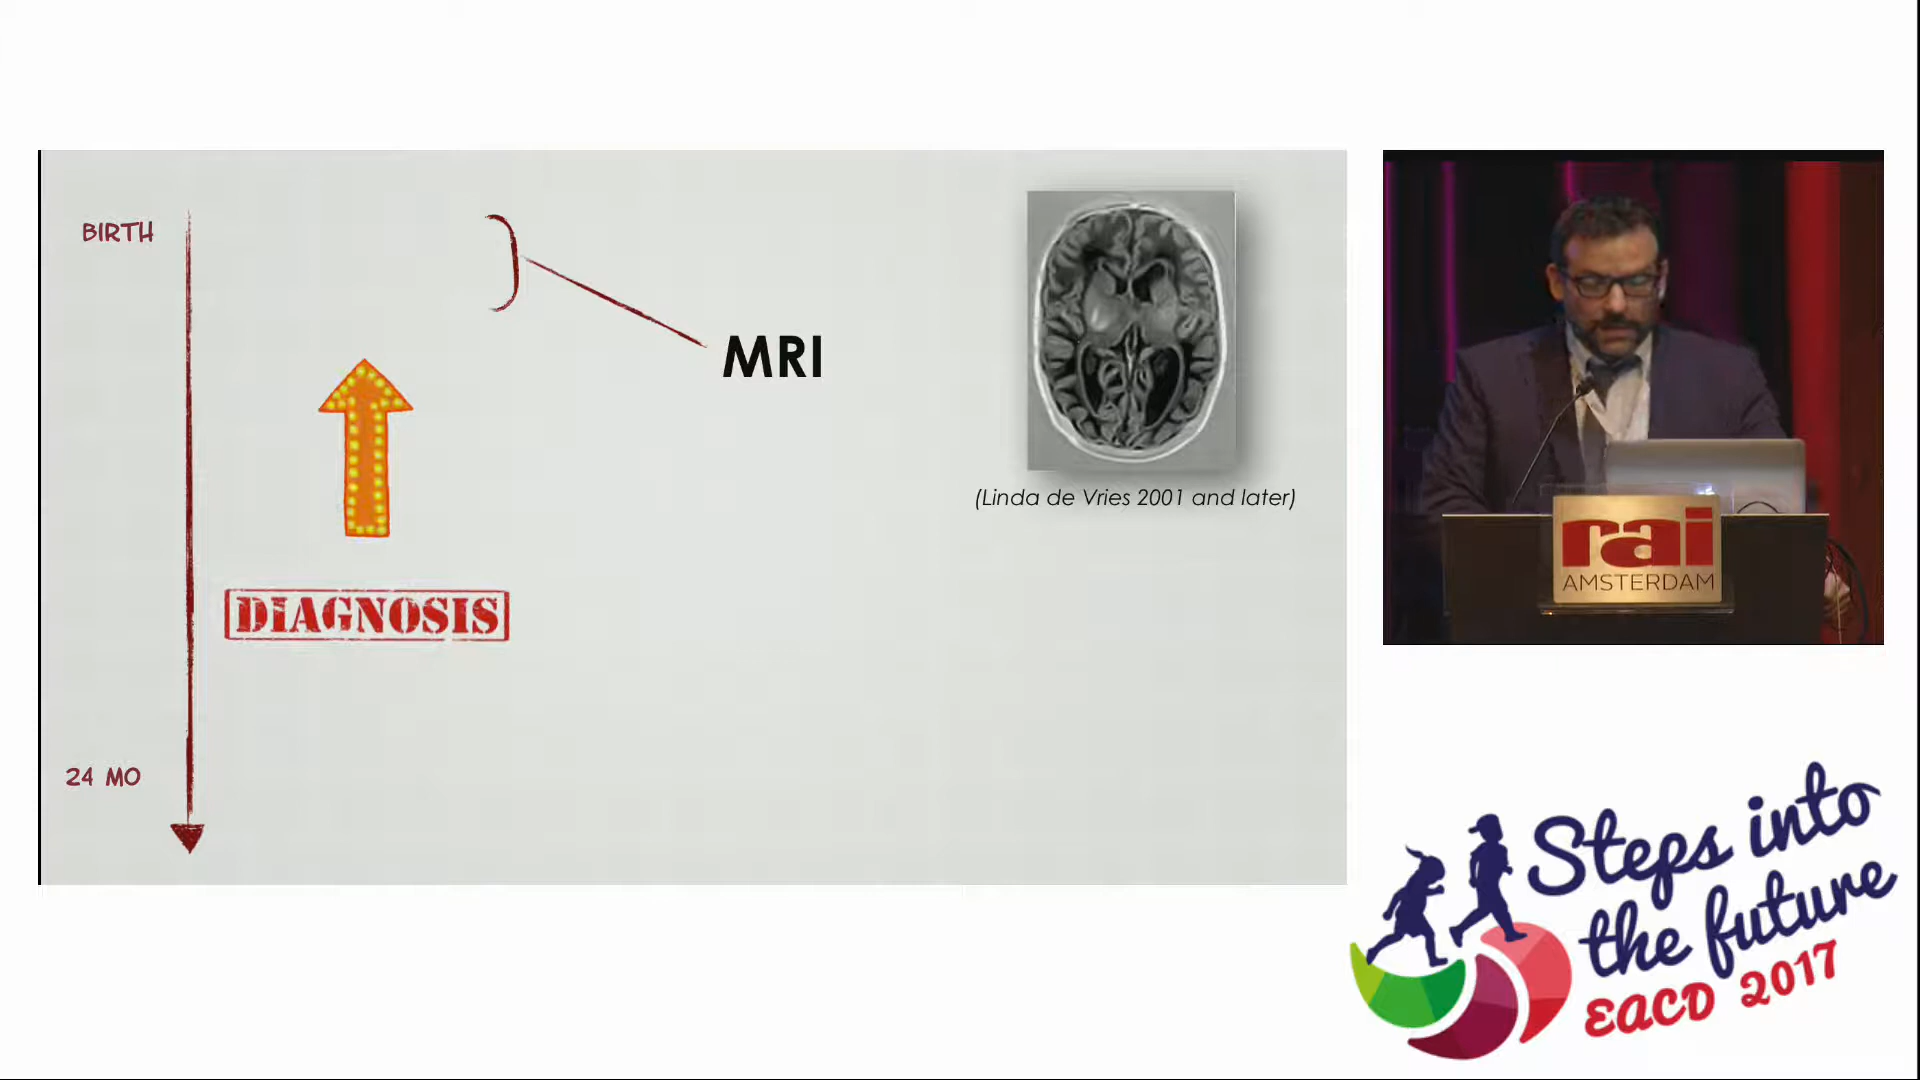 BIRTH
MRI
(Linda de Vries 2001 and later)
DIAGNOSIS
24 MO
rai
AMSTERDAM
Steps into
the future
EACD 2017